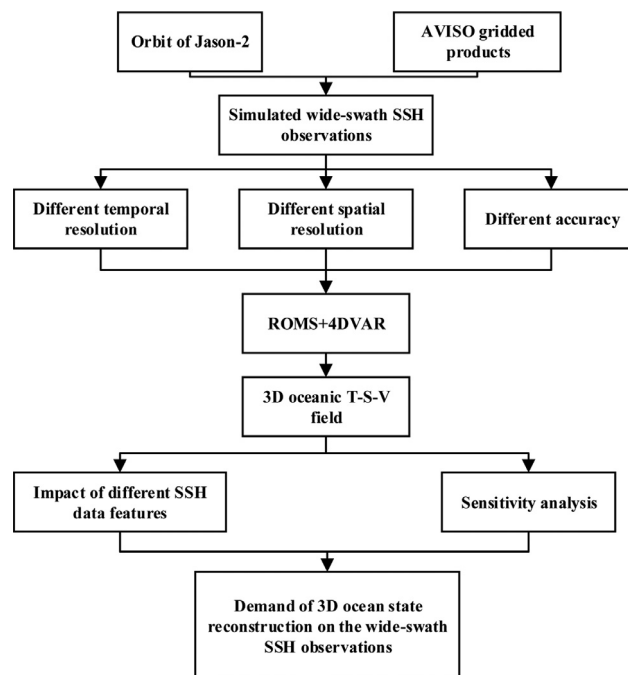 Orbit of Jason-2
AVISO gridded
products
Simulated wide-swath SSH
observations
Different temporal
resolution
Different spatial
resolution
Different accuracy
ROMS+4DVAR
3D oceanic T-S-V
field
Impact of different SSH
data features
Sensitivity analysis
Demand of 3D ocean state
reconstruction on the wide-swath
SSH observations